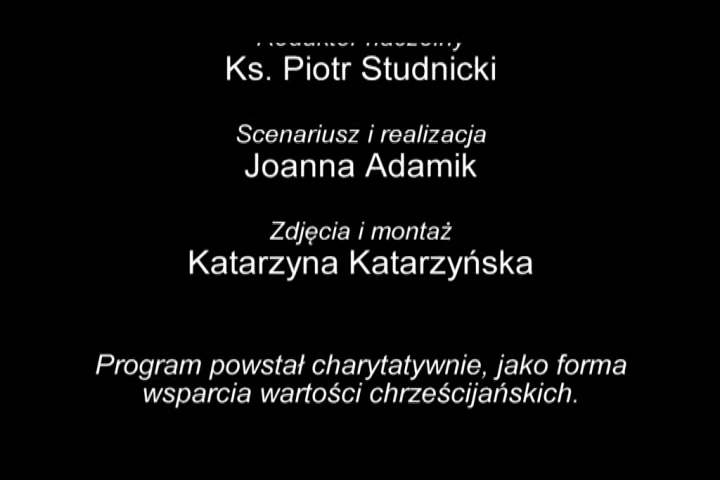 Ks. Piotr Studnicki
Scenariusz i realizacja
Joanna Adamik
Zdjęcia i montaż
Katarzyna Katarzyńska
Program powstał charytatywnie, jako forma
wsparcia wartości chrześcijańskich.